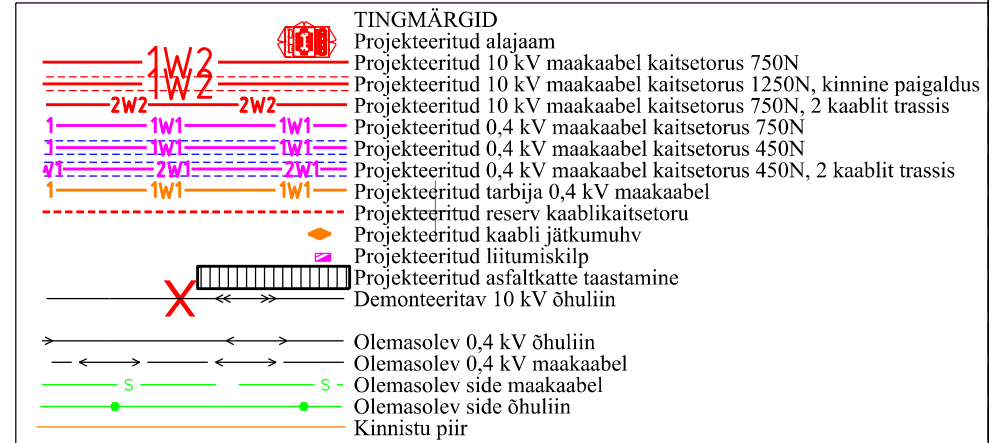 TINGMÄRGID
Projekteeritud alajaam
1W2 Projekteeritud 10 kV maakaabel kaitsetorus 750N
1W2 Projekteeritud 10 kV maakaabel kaitsetorus 1250N, kinnine paigaldus
2W2 2W2 Projekteeritud 10 kV maakaabel kaitsetorus 750N, 2 kaablit trassis
1 1W1 1W1 Projekteeritud 0,4 kV maakaabel kaitsetorus 750N
1 1W1 1W1 Projekteeritud 0,4 kV maakaabel kaitsetorus 450N
W1 2W1 2W1 Projekteeritud 0,4 kV maakaabel kaitsetorus 450N, 2 kaablit trassis
1 1W1 1W1 Projekteeritud tarbija 0,4 kV maakaabel
Projekteeritud reserv kaablikaitsetoru
Projekteeritud kaabli jätkumuhv
Projekteeritud liitumiskilp
Projekteeritud asfaltkatte taastamine
X Demonteeritav 10 kV õhuliin
Olemasolev 0,4 kV õhuliin
Olemasolev 0,4 kV maakaabel
S S Olemasolev side maakaabel
Olemasolev side õhuliin
Kinnistu piir